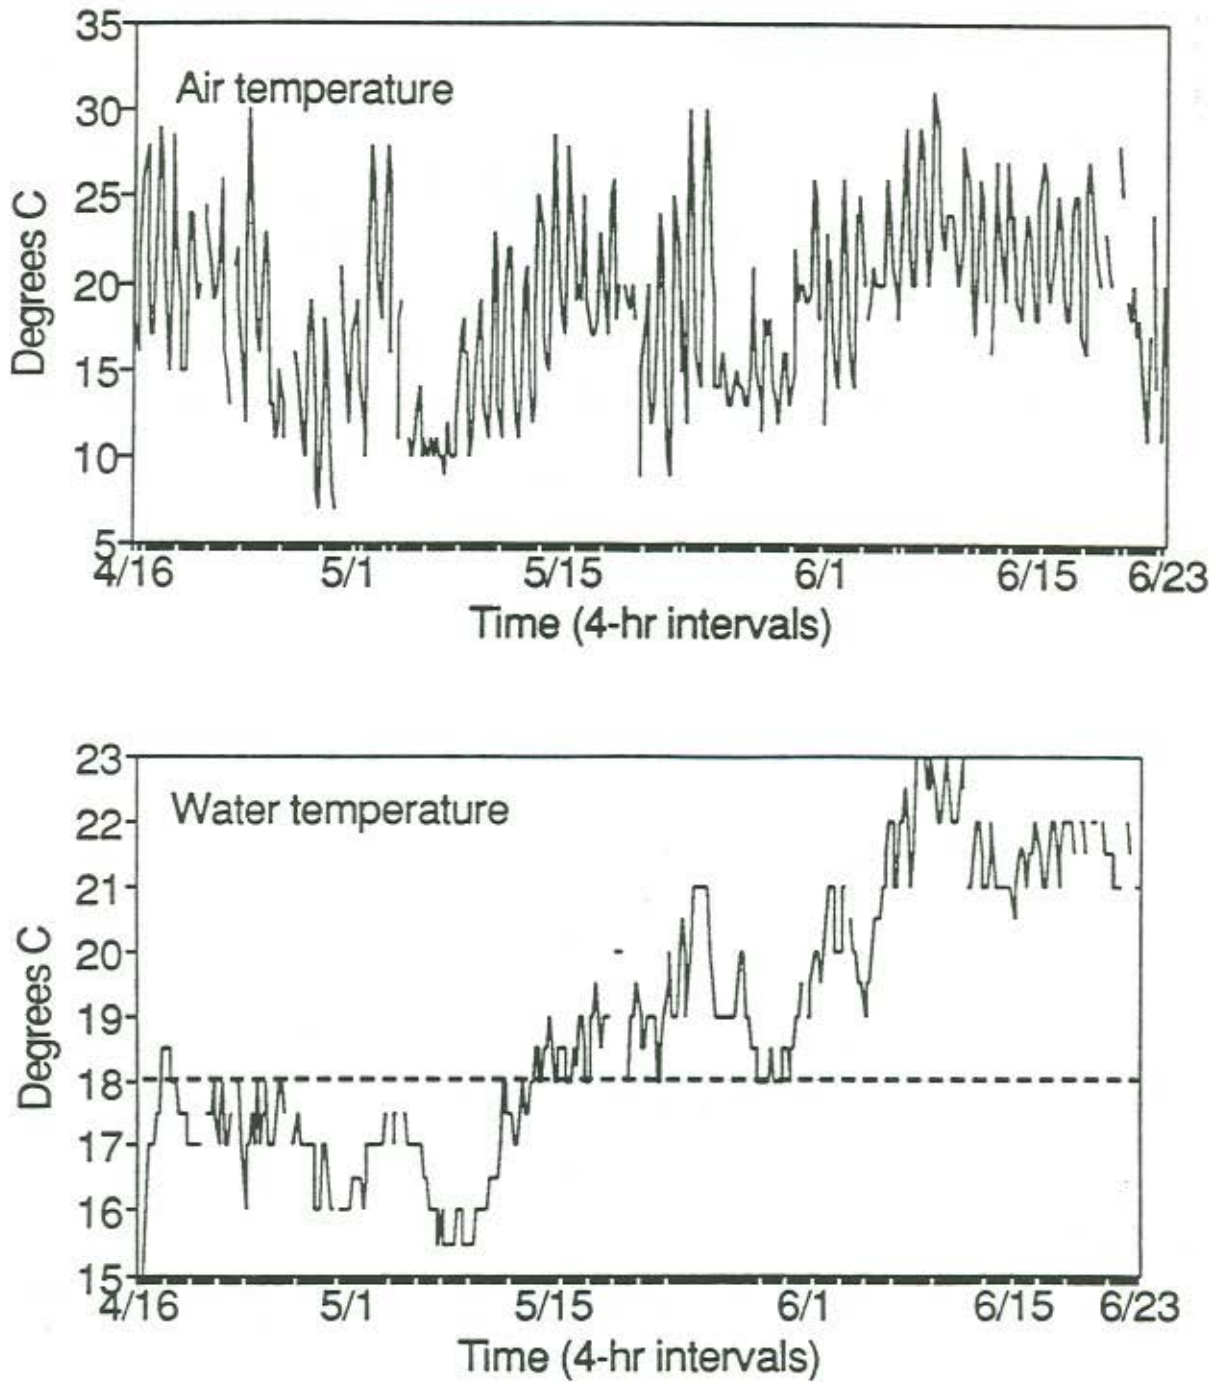 35
Air temperature
30
25
20
15
10
5
Degrees C
4/16 5/1 5/15 6/1 6/15 6/23
Time (4-hr intervals)
23
Water temperature
22
21
20
19
18
17
16
15
Degrees C
4/16 5/1 5/15 6/1 6/15 6/23
Time (4-hr intervals)